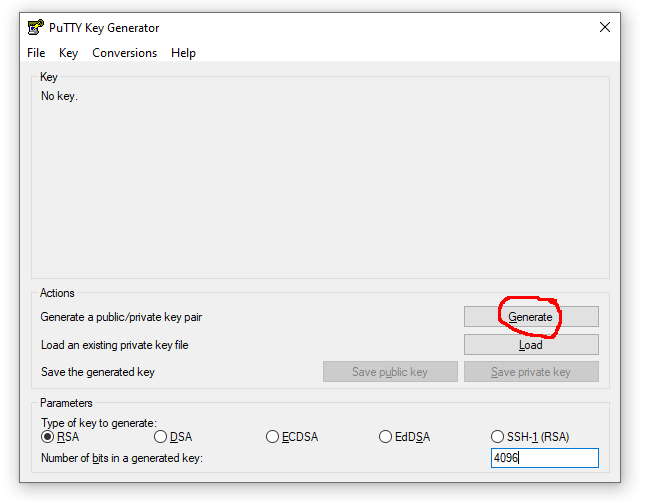 PuTTY Key Generator
File Key Conversions Help
Key
No key.
Actions
Generate a public/private key pair Generate
Load an existing private key file Load
Save the generated key Save public key Save private key
Parameters
Type of key to generate:
RSA DSA ECDSA EdDSA SSH-1 (RSA)
Number of bits in a generated key: 4096